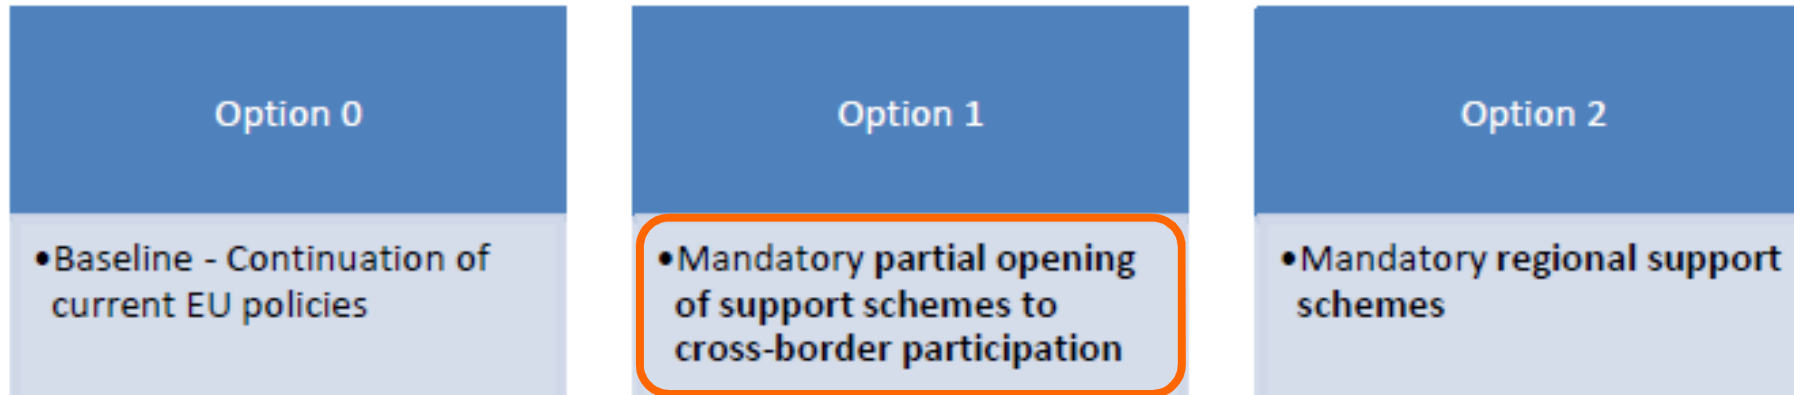 Option 0
•Baseline - Continuation of
current EU policies
Option 1
•Mandatory partial opening
of support schemes to
cross-border participation
Option 2
•Mandatory regional support
schemes